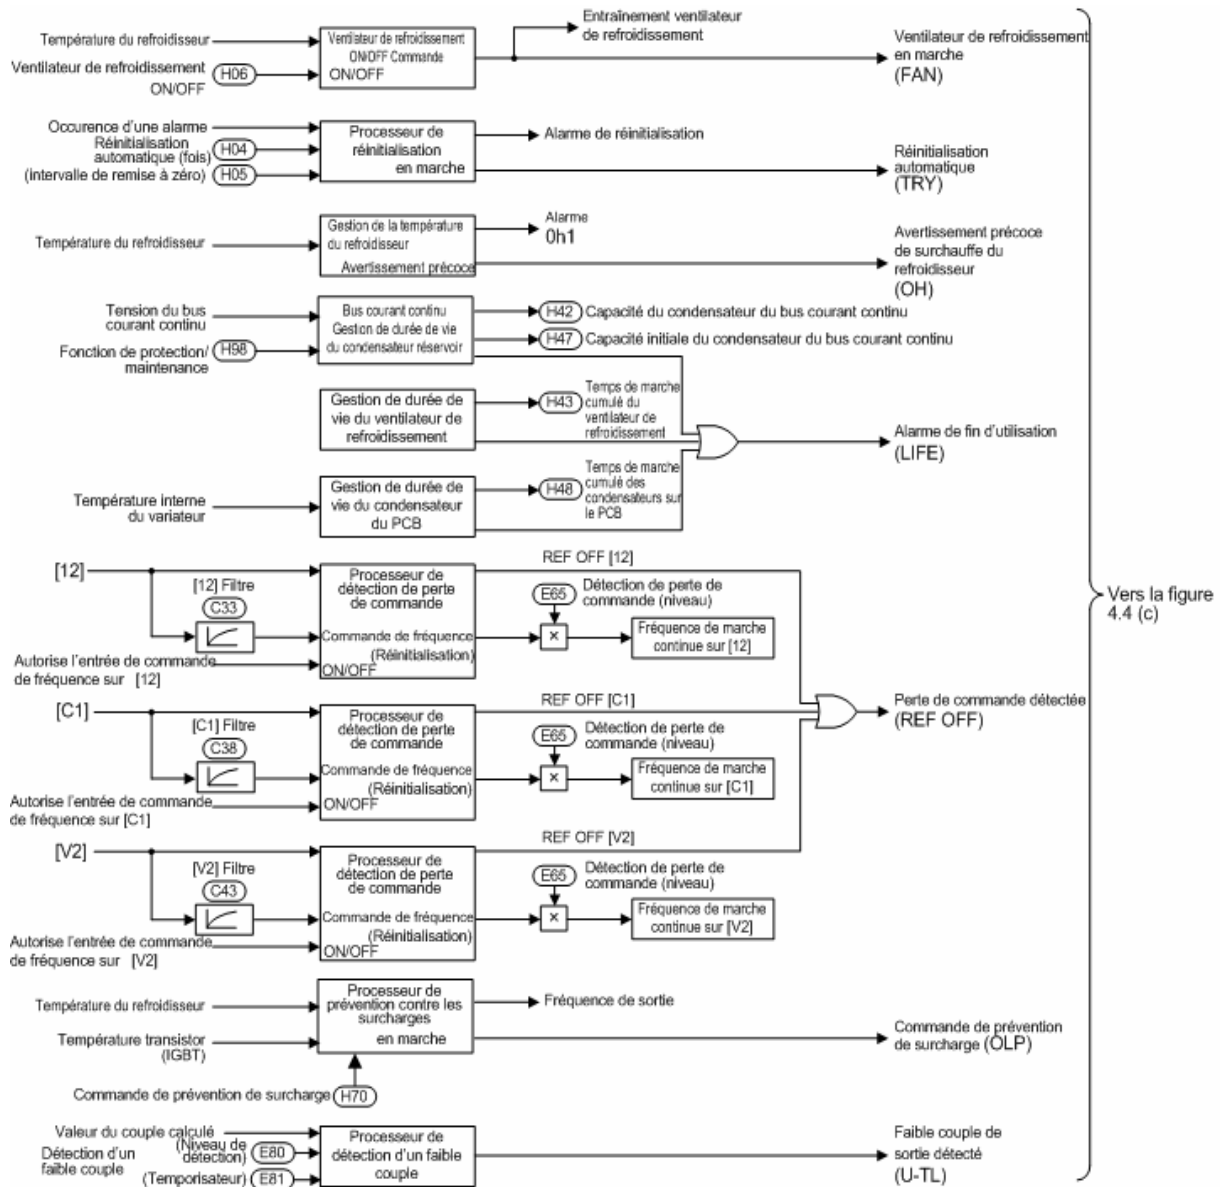 Température du refroidisseur
Ventilateur de refroidissement
ON/OFF
H06
Ventilateur de refroidissement
ON/OFF Commande
ON/OFF
Entraînement ventilateur
de refroidissement
Ventilateur de refroidissement
en marche
(FAN)
Occurence d'une alarme
Réinitialisation
automatique (fois)
H04
(intervalle de remise à zéro)
H05
Processeur de
réinitialisation
en marche
Alarme de réinitialisation
Réinitialisation
automatique
(TRY)
Température du refroidisseur
Gestion de la température
du refroidisseur
Avertissement précoce
Alarme
0h1
Avertissement précoce
de surchauffe du
refroidisseur
(OH)
Tension du bus
courant continu
Fonction de protection/
maintenance
H98
Bus courant continu
Gestion de durée de vie
du condensateur réservoir
H42
Capacité du condensateur du bus courant continu
H47
Capacité initiale du condensateur du bus courant continu
Gestion de durée de
vie du ventilateur de
refroidissement
H43
Temps de marche
cumulé du
ventilateur de
refroidissement
Alarme de fin d'utilisation
(LIFE)
Température interne
du variateur
Gestion de durée de
vie du condensateur
du PCB
H48
Temps de marche
cumulé des
condensateurs sur
le PCB
[12]
[12] Filtre
C33
Autorise l'entrée de commande
de fréquence sur [12]
Processeur de
détection de perte
de commande
Commande de fréquence
(Réinitialisation)
ON/OFF
REF OFF [12]
E65
Détection de perte de
commande (niveau)
×
Fréquence de marche
continue sur [12]
Vers la figure
4.4 (c)
[C1]
[C1] Filtre
C38
Autorise l'entrée de commande
de fréquence sur [C1]
Processeur de
détection de perte
de commande
Commande de fréquence
(Réinitialisation)
ON/OFF
REF OFF [C1]
E65
Détection de perte de
commande (niveau)
×
Fréquence de marche
continue sur [C1]
Perte de commande détectée
(REF OFF)
[V2]
[V2] Filtre
C43
Autorise l'entrée de commande
de fréquence sur [V2]
Processeur de
détection de perte
de commande
Commande de fréquence
(Réinitialisation)
ON/OFF
REF OFF [V2]
E65
Détection de perte de
commande (niveau)
×
Fréquence de marche
continue sur [V2]
Température du refroidisseur
Température transistor
(IGBT)
Processeur de
prévention contre les
surcharges
en marche
Fréquence de sortie
Commande de prévention
de surcharge (OLP)
Commande de prévention de surcharge
H70
Valeur du couple calculé
Détection d'un
faible couple
(Niveau de
détection)
E80
(Temporisateur)
E81
Processeur de
détection d'un faible
couple
Faible couple de
sortie détecté
(U-TL)